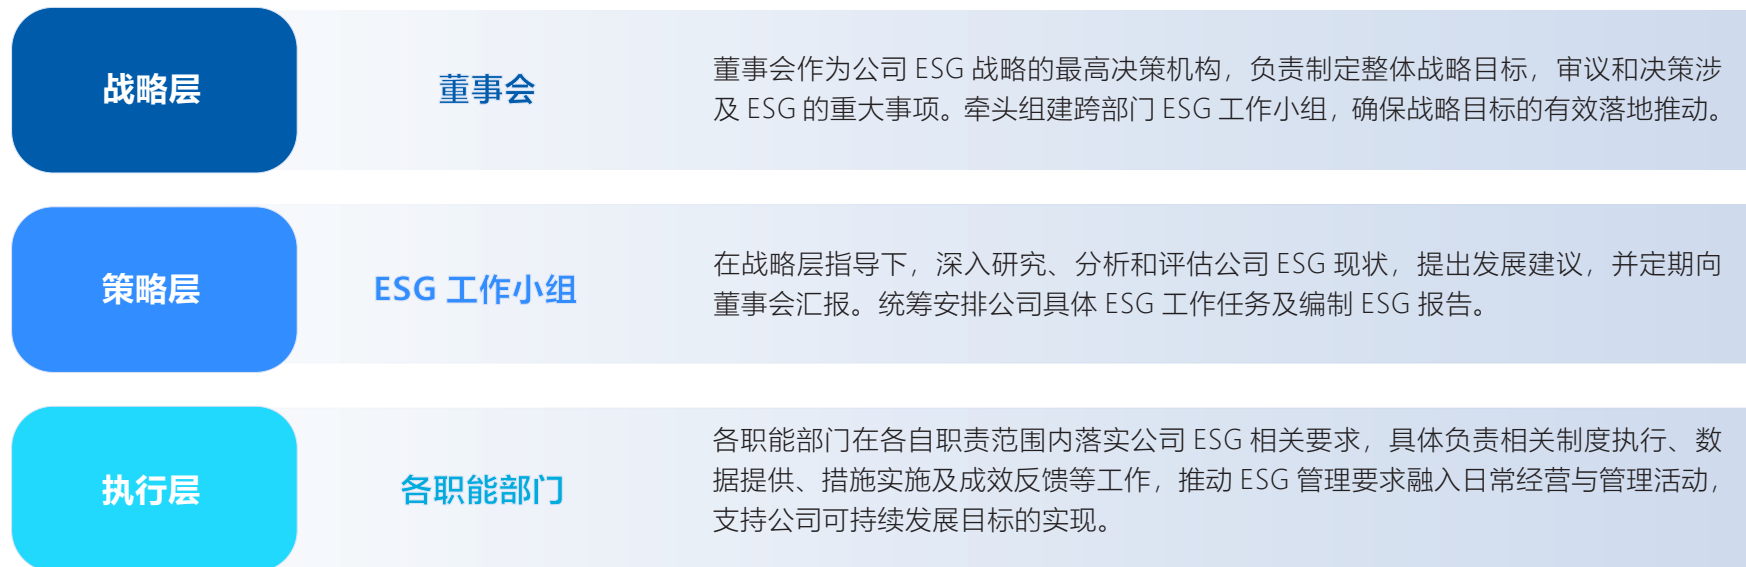 战略层
董事会
董事会作为公司 ESG 战略的最高决策机构，负责制定整体战略目标，审议和决策涉
及 ESG 的重大事项。牵头组建跨部门 ESG 工作小组，确保战略目标的有效落地推动。
策略层
ESG 工作小组
在战略层指导下，深入研究、分析和评估公司 ESG 现状，提出发展建议，并定期向
董事会汇报。统筹安排公司具体 ESG 工作任务及编制 ESG 报告。
执行层
各职能部门
各职能部门在各自职责范围内落实公司 ESG 相关要求，具体负责相关制度执行、数
据提供、措施实施及成效反馈等工作，推动 ESG 管理要求融入日常经营与管理活动，
支持公司可持续发展目标的实现。